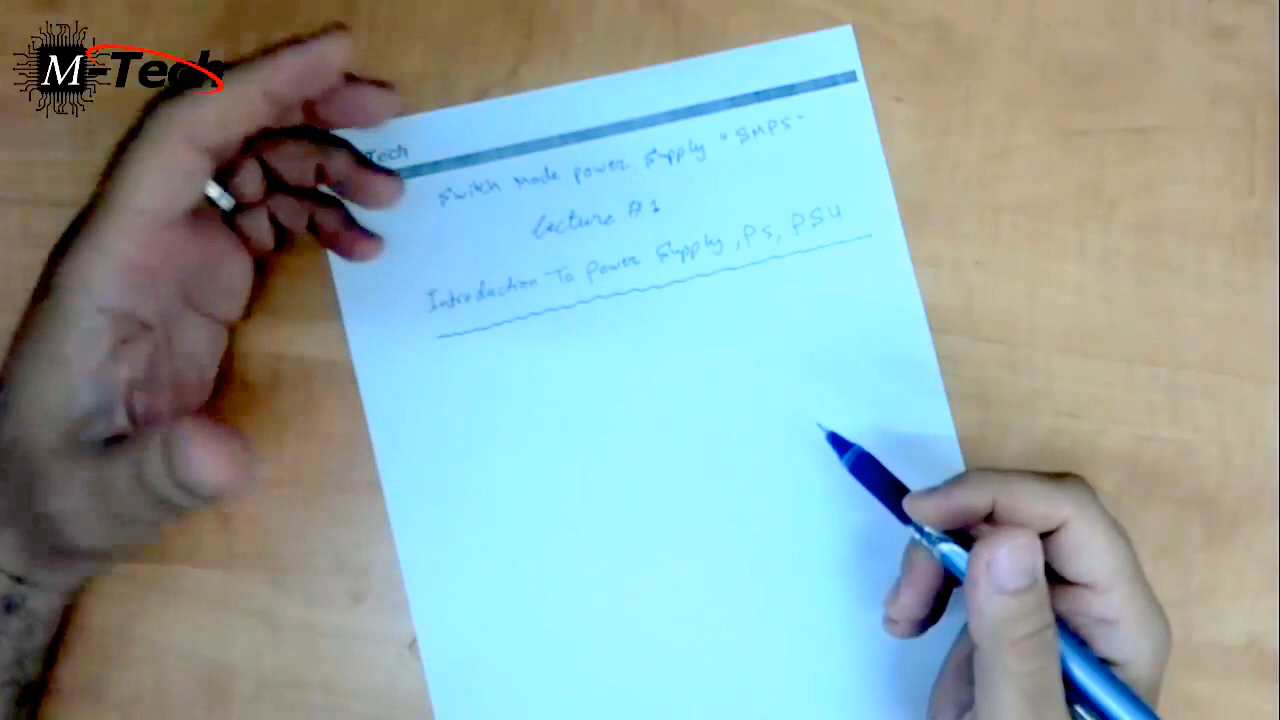 M-Tech
Tech
Switch Mode power Supply "SMPS"
Lecture #1
Introduction To Power Supply, PS, PSU